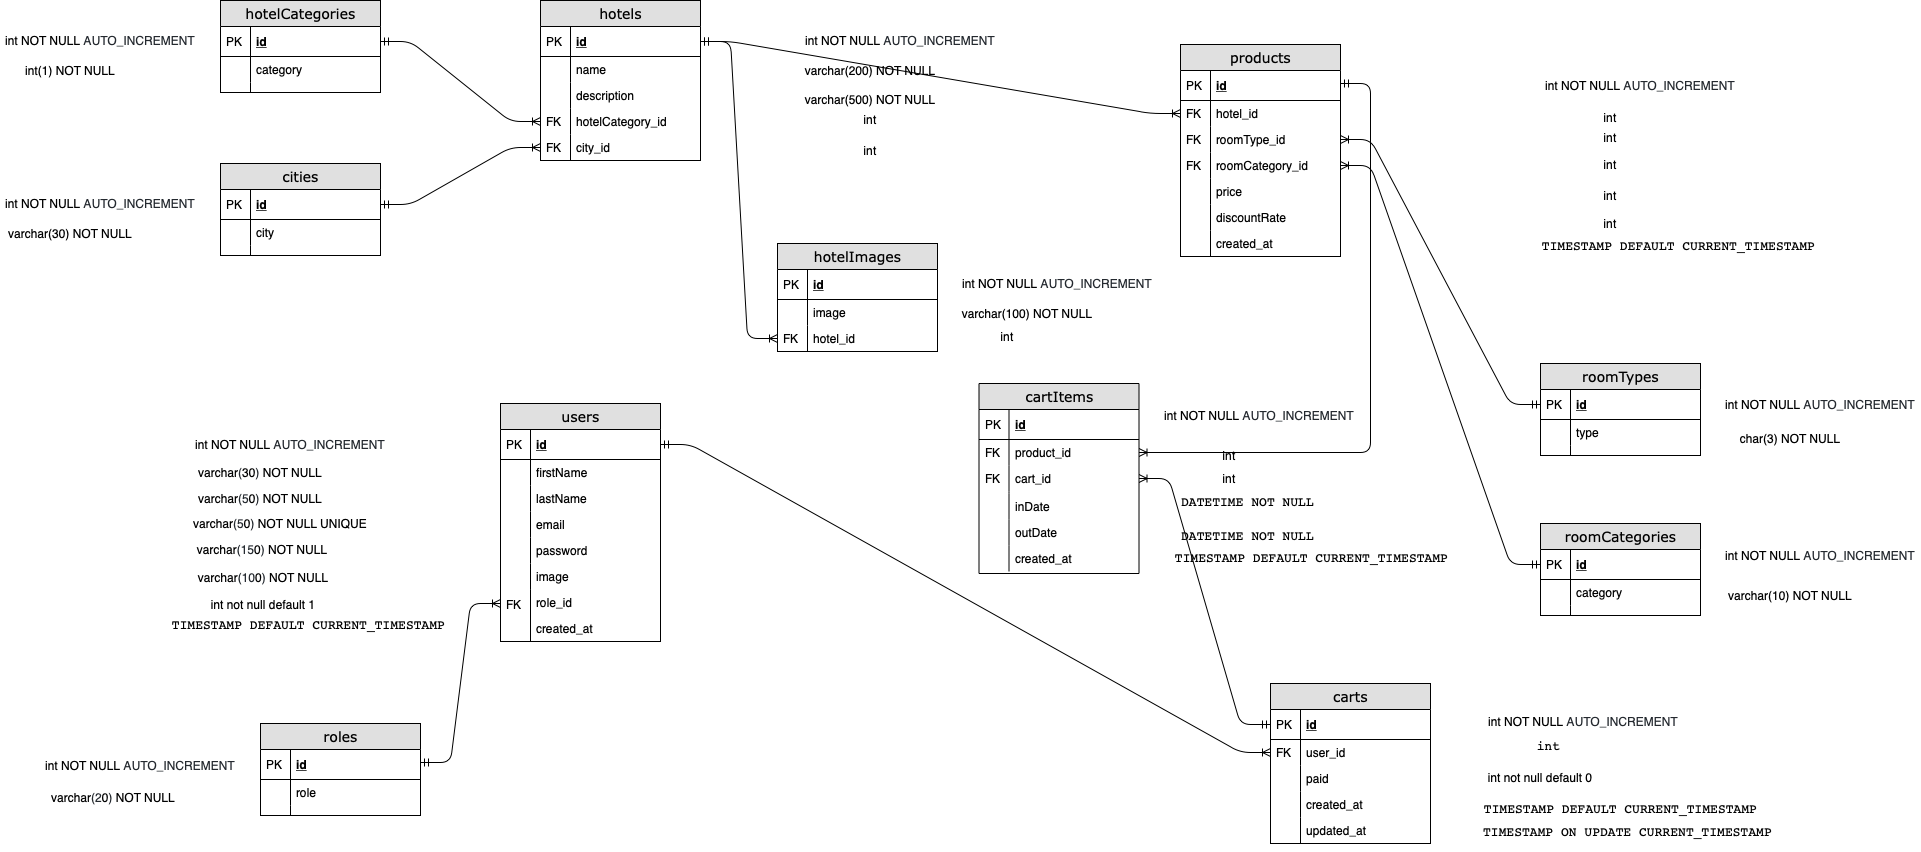 hotelCategories
int NOT NULL AUTO_INCREMENT
PK id
int(1) NOT NULL
category
cities
int NOT NULL AUTO_INCREMENT
PK id
varchar(30) NOT NULL
city
hotels
PK id
int NOT NULL AUTO_INCREMENT
name
varchar(200) NOT NULL
description
varchar(500) NOT NULL
FK hotelCategory_id
int
FK city_id
int
products
PK id
int NOT NULL AUTO_INCREMENT
FK hotel_id
int
FK roomType_id
int
FK roomCategory_id
int
price
int
discountRate
int
created_at
TIMESTAMP DEFAULT CURRENT_TIMESTAMP
hotelImages
PK id
int NOT NULL AUTO_INCREMENT
image
varchar(100) NOT NULL
FK hotel_id
int
roomTypes
PK id
int NOT NULL AUTO_INCREMENT
type
char(3) NOT NULL
cartItems
PK id
int NOT NULL AUTO_INCREMENT
FK product_id
int
FK cart_id
int
inDate
DATETIME NOT NULL
outDate
DATETIME NOT NULL
created_at
TIMESTAMP DEFAULT CURRENT_TIMESTAMP
users
int NOT NULL AUTO_INCREMENT
PK id
varchar(30) NOT NULL
firstName
varchar(50) NOT NULL
lastName
varchar(50) NOT NULL UNIQUE
email
varchar(150) NOT NULL
password
varchar(100) NOT NULL
image
int not null default 1
FK role_id
TIMESTAMP DEFAULT CURRENT_TIMESTAMP
created_at
roomCategories
PK id
int NOT NULL AUTO_INCREMENT
category
varchar(10) NOT NULL
roles
int NOT NULL AUTO_INCREMENT
PK id
varchar(20) NOT NULL
role
carts
PK id
int NOT NULL AUTO_INCREMENT
FK user_id
int
paid
int not null default 0
created_at
TIMESTAMP DEFAULT CURRENT_TIMESTAMP
updated_at
TIMESTAMP ON UPDATE CURRENT_TIMESTAMP